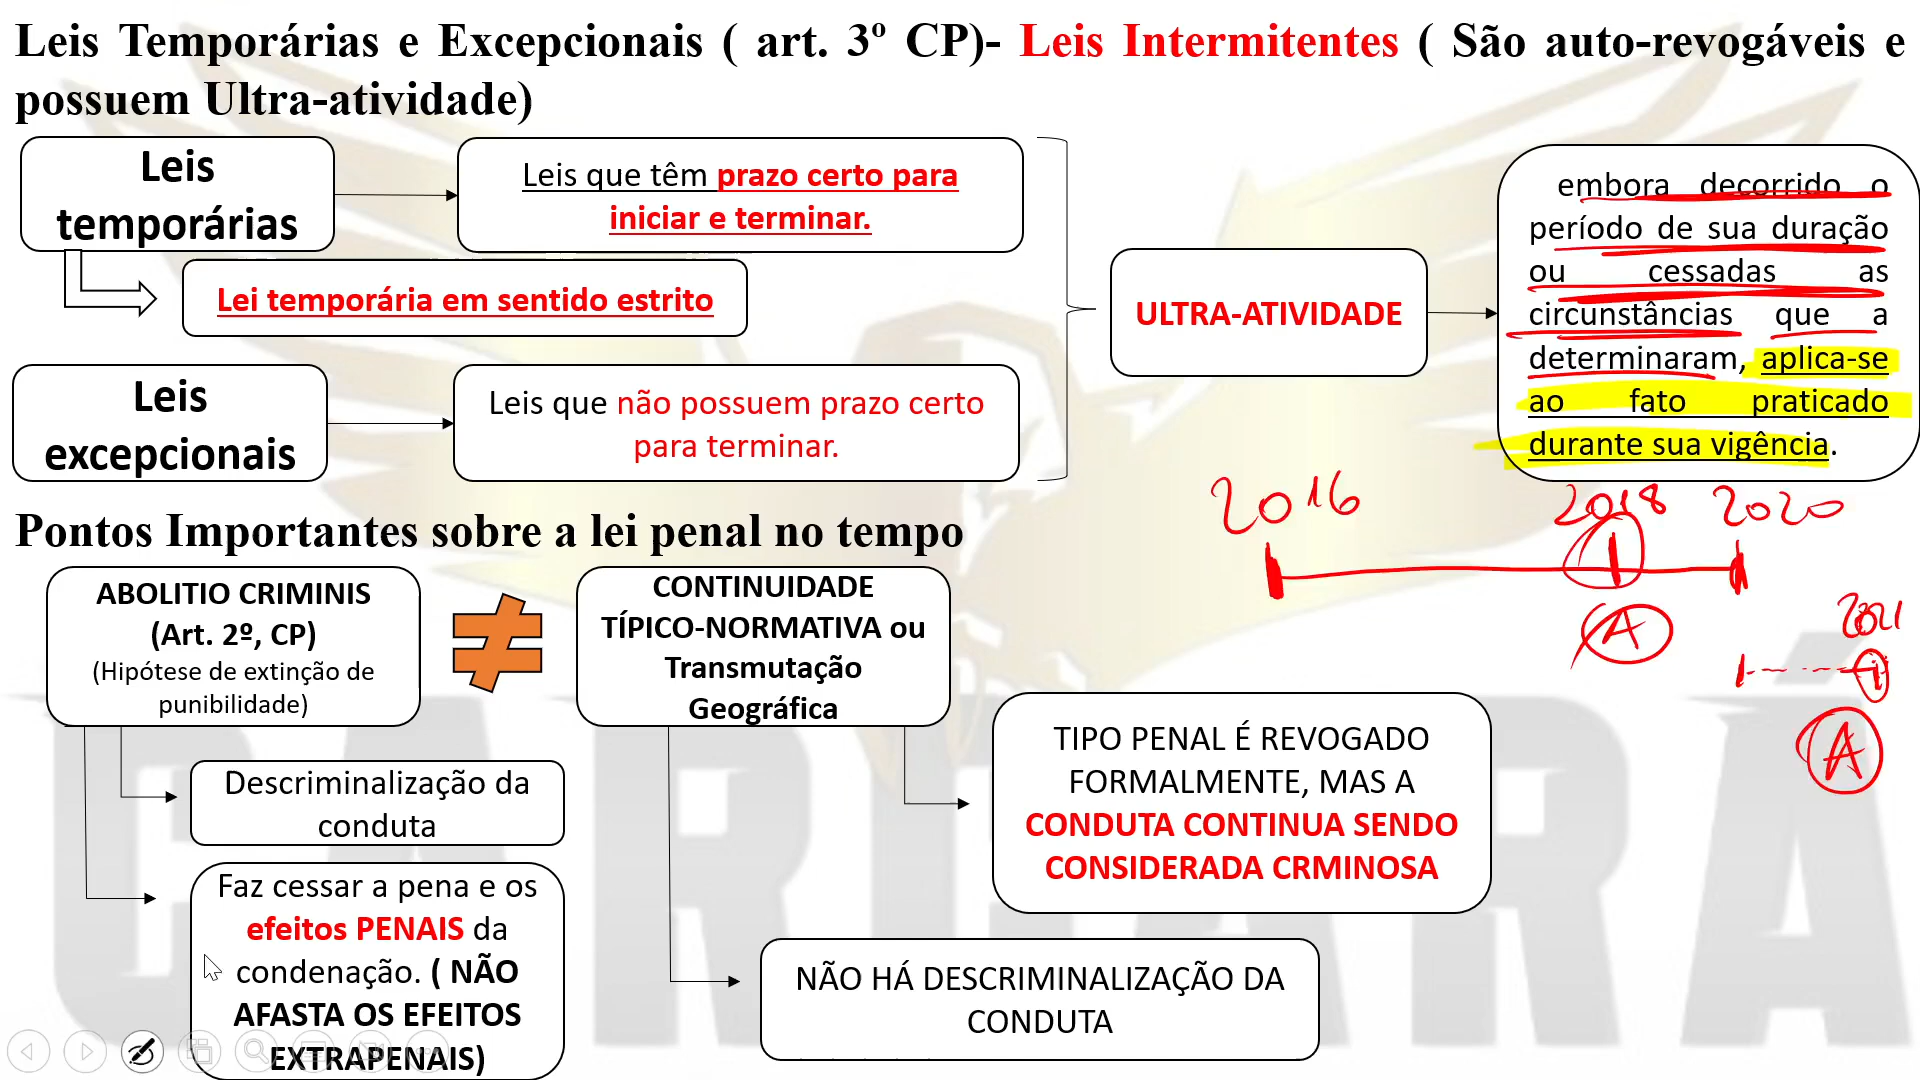 Leis Temporárias e Excepcionais ( art. 3º CP)- Leis Intermitentes ( São auto-revogáveis e
possuem Ultra-atividade)
Leis
temporárias
Leis que têm prazo certo para
iniciar e terminar.
Lei temporária em sentido estrito
Leis
excepcionais
Leis que não possuem prazo certo
para terminar.
ULTRA-ATIVIDADE
embora decorrido o
período de sua duração
ou cessadas as
circunstâncias que a
determinaram, aplica-se
ao fato praticado
durante sua vigência.
2016
2018
2020
A
2021
A
Pontos Importantes sobre a lei penal no tempo
ABOLITIO CRIMINIS
(Art. 2º, CP)
(Hipótese de extinção de
punibilidade)
≠
CONTINUIDADE
TÍPICO-NORMATIVA ou
Transmutação
Geográfica
Descriminalização da
conduta
Faz cessar a pena e os
efeitos PENAIS da
condenação. ( NÃO
AFASTA OS EFEITOS
EXTRAPENAIS)
TIPO PENAL É REVOGADO
FORMALMENTE, MAS A
CONDUTA CONTINUA SENDO
CONSIDERADA CRMINOSA
NÃO HÁ DESCRIMINALIZAÇÃO DA
CONDUTA